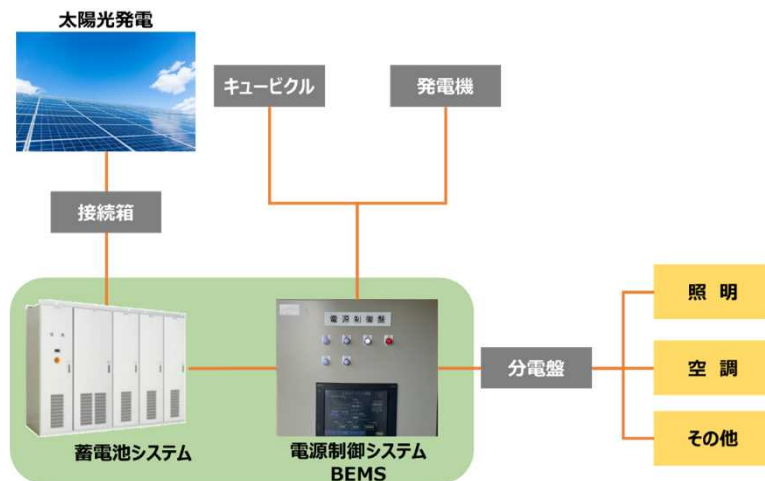 太陽光発電
キュービクル
発電機
接続箱
電源制御盤
照 明
分電盤
空 調
その他
蓄電池システム
電源制御システム
BEMS